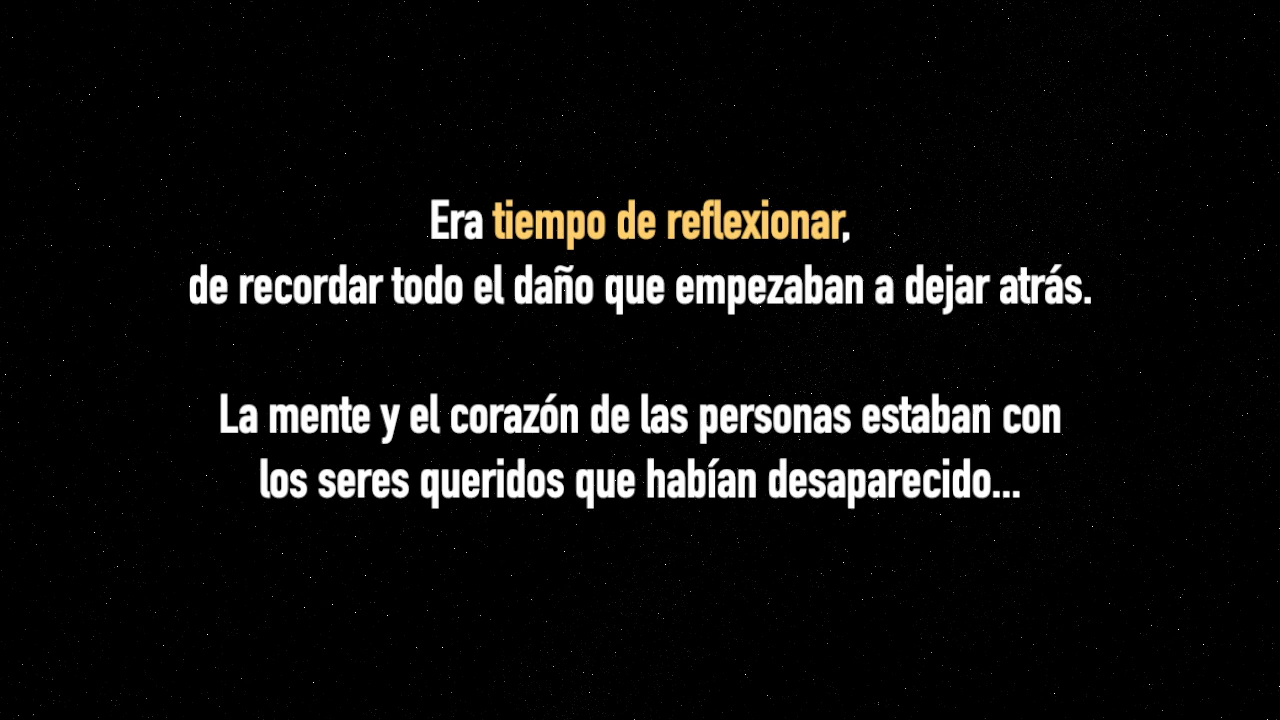 Era tiempo de reflexionar,
de recordar todo el daño que empezaban a dejar atrás.
La mente y el corazón de las personas estaban con
los seres queridos que habían desaparecido...